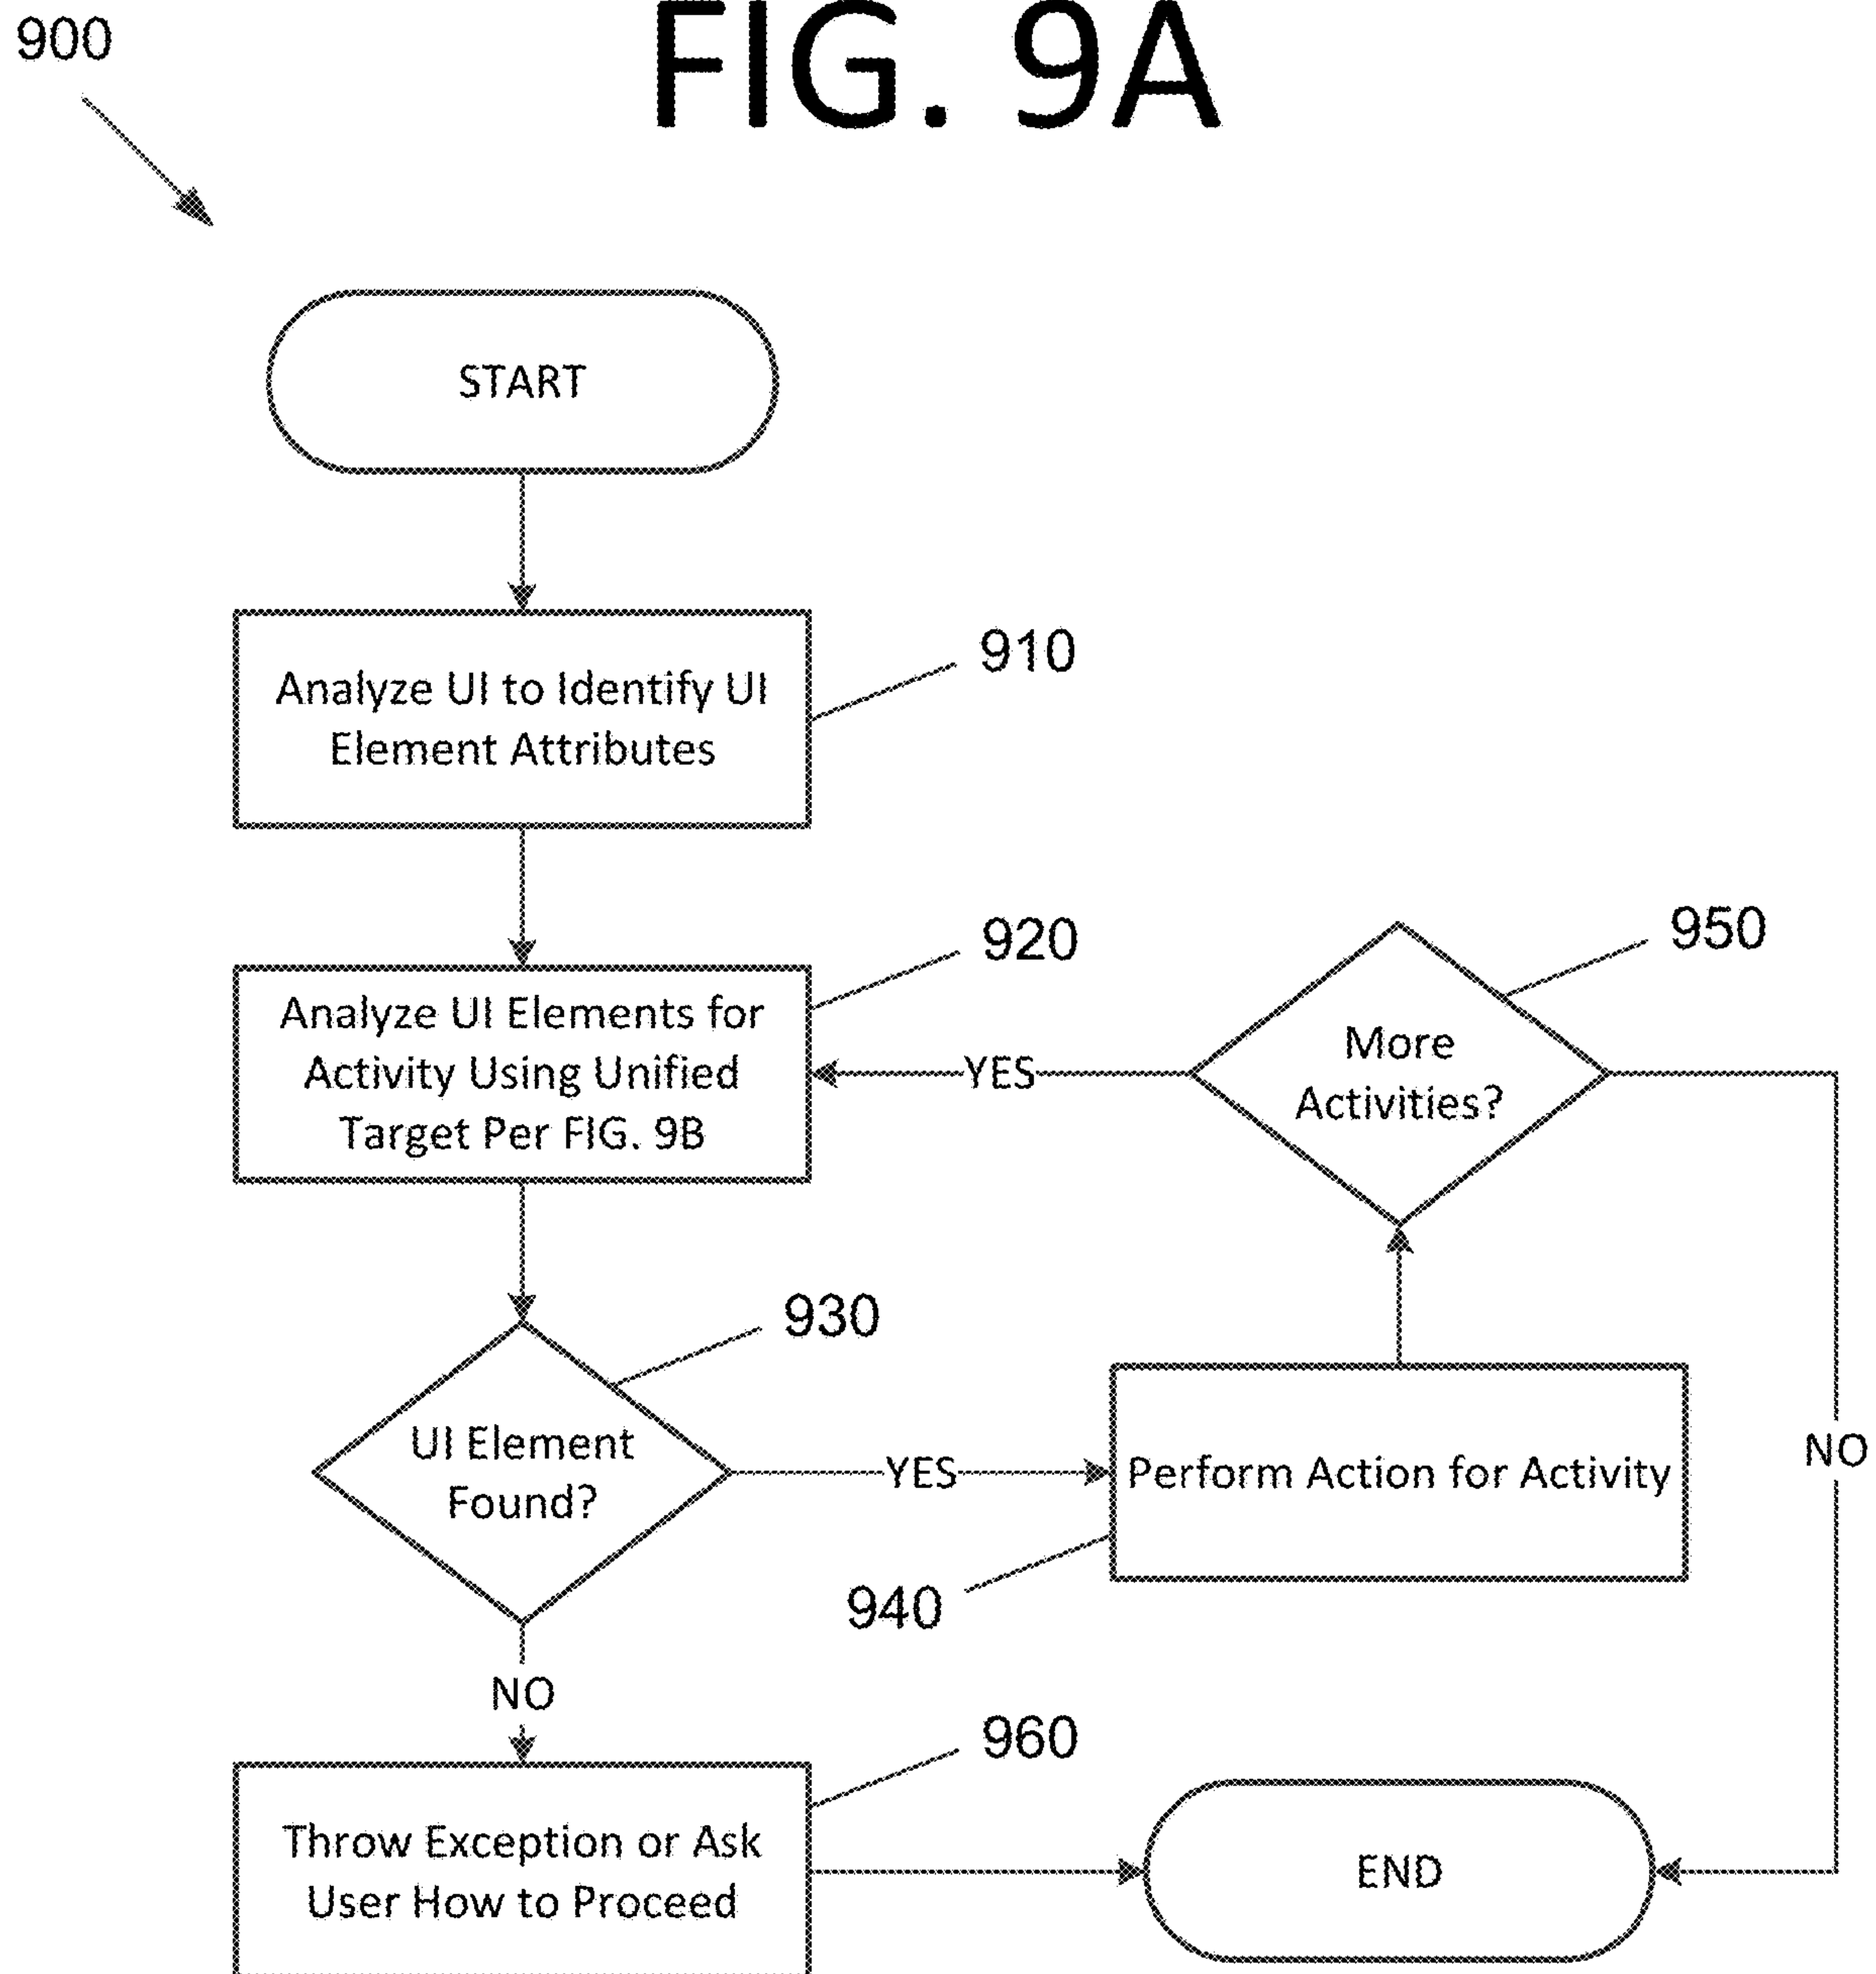 FIG. 9A
900
START
Analyze UI to Identify UI
Element Attributes
910
Analyze UI Elements for
Activity Using Unified
Target Per FIG. 9B
920
YES
More
Activities?
950
UI Element
Found?
930
YES
Perform Action for Activity
940
NO
NO
Throw Exception or Ask
User How to Proceed
960
END